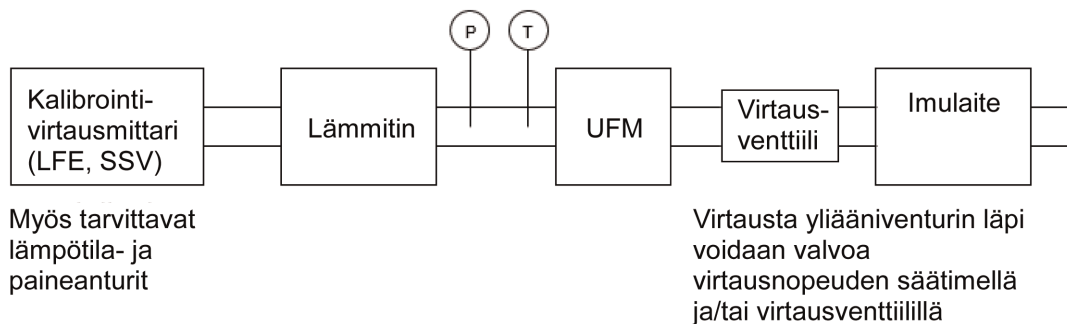 P
T
Kalibrointi-
virtausmittari
(LFE, SSV)
Lämmitin
UFM
Virtaus-
venttiili
Imulaite
Myös tarvittavat
lämpötila- ja
paineanturit
Virtausta yliääniventurin läpi
voidaan valvoa
virtausnopeuden säätimellä
ja/tai virtausventtiilillä